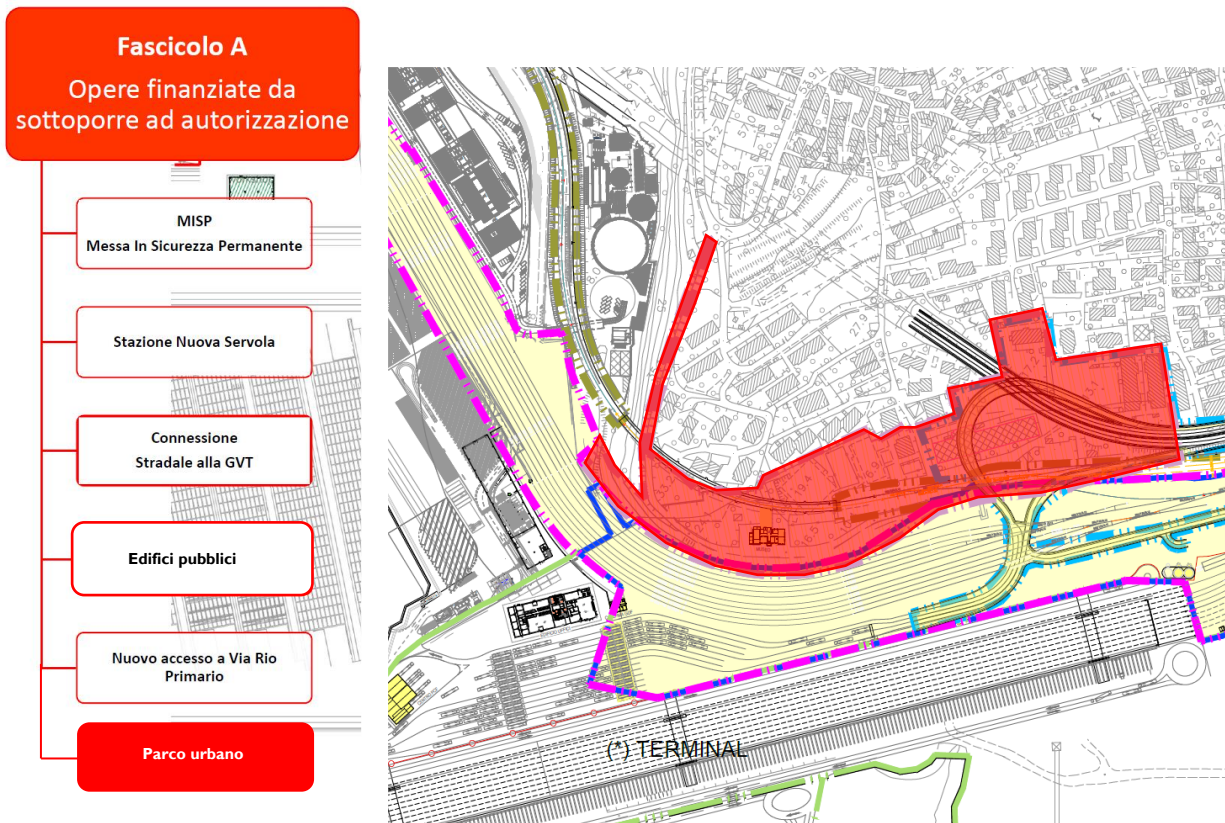 Fascicolo A
Opere finanziate da
sottoporre ad autorizzazione
MISP
Messa In Sicurezza Permanente
Stazione Nuova Servola
Connessione
Stradale alla GVT
Edifici pubblici
Nuovo accesso a Via Rio
Primario
Parco urbano
(*) TERMINAL